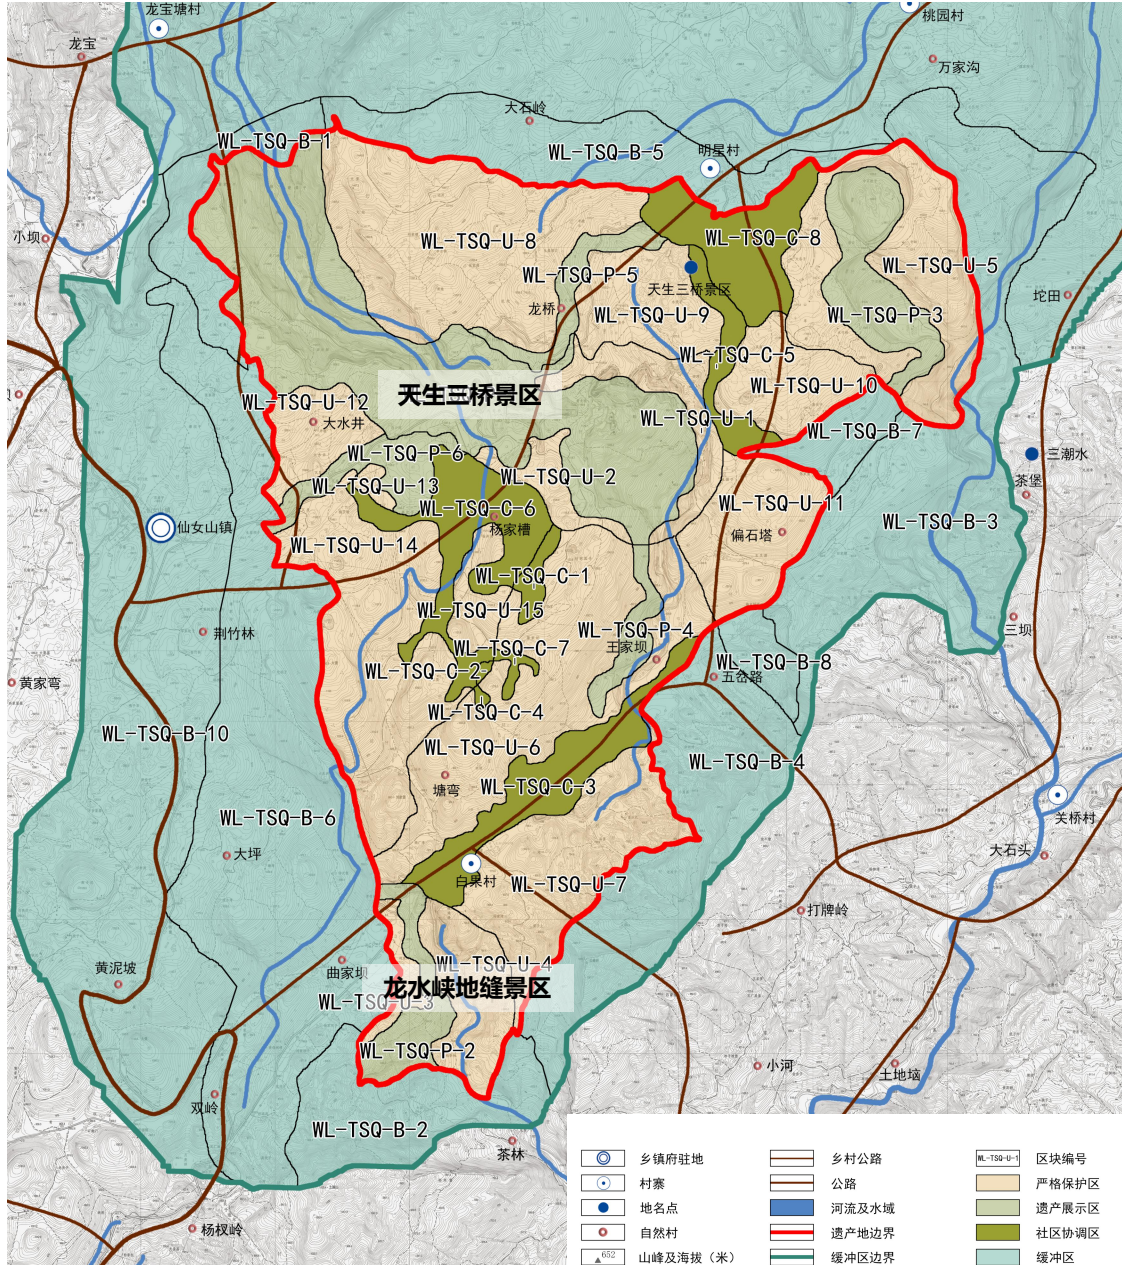 龙宝塘村
桃园村
龙宝
万家沟
大石岭
WL-TSQ-B-1
WL-TSQ-B-5
明星村
小坝
WL-TSQ-U-8
WL-TSQ-C-8
WL-TSQ-U-5
WL-TSQ-P-5
天生三桥景区
坨田
龙桥
WL-TSQ-U-9
WL-TSQ-P-3
WL-TSQ-C-5
WL-TSQ-U-10
天生三桥景区
WL-TSQ-U-12
大水井
WL-TSQ-U-1
WL-TSQ-B-7
WL-TSQ-P-6
三潮水
WL-TSQ-U-2
茶堡
WL-TSQ-U-13
WL-TSQ-C-6
WL-TSQ-U-11
仙女山镇
杨家槽
WL-TSQ-B-3
偏石塔
WL-TSQ-U-14
WL-TSQ-C-1
WL-TSQ-U-15
荆竹林
WL-TSQ-P-4
三坝
WL-TSQ-C-7
王家坝
WL-TSQ-B-8
WL-TSQ-C-2
五岔路
黄家弯
WL-TSQ-C-4
WL-TSQ-B-10
WL-TSQ-U-6
WL-TSQ-B-4
塘弯
WL-TSQ-C-3
WL-TSQ-B-6
关桥村
大坪
大石头
白果村
WL-TSQ-U-7
打牌岭
黄泥坡
曲家坝
WL-TSQ-U-4
龙水峡地缝景区
WL-TSQ-U-3
WL-TSQ-P-2
小河
土地垴
双岭
WL-TSQ-B-2
茶林
杨杈岭
乡镇府驻地
乡村公路
WL-TSQ-U-1
区块编号
村寨
公路
严格保护区
地名点
河流及水域
遗产展示区
自然村
遗产地边界
社区协调区
652
山峰及海拔（米）
缓冲区边界
缓冲区